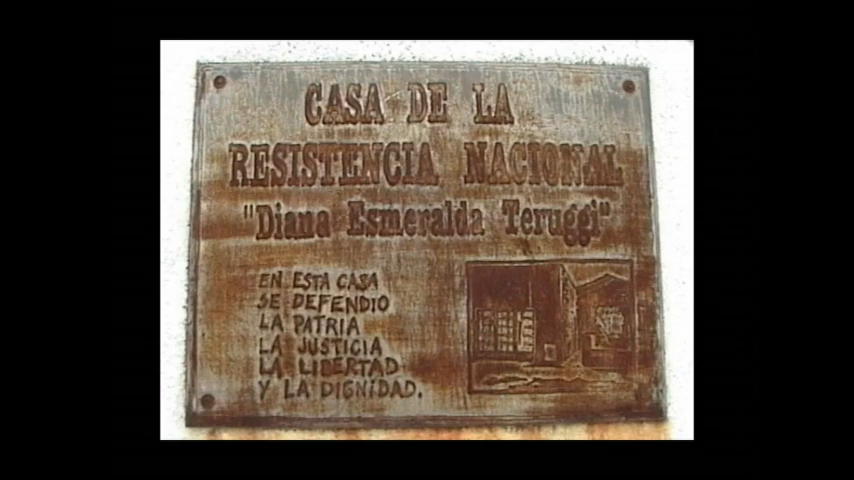 CASA DE LA
RESISTENCIA NACIONAL
"Diana Esmeralda Teruggi"
EN ESTA CASA
SE DEFENDIO
LA PATRIA
LA JUSTICIA
LA LIBERTAD
Y LA DIGNIDAD.